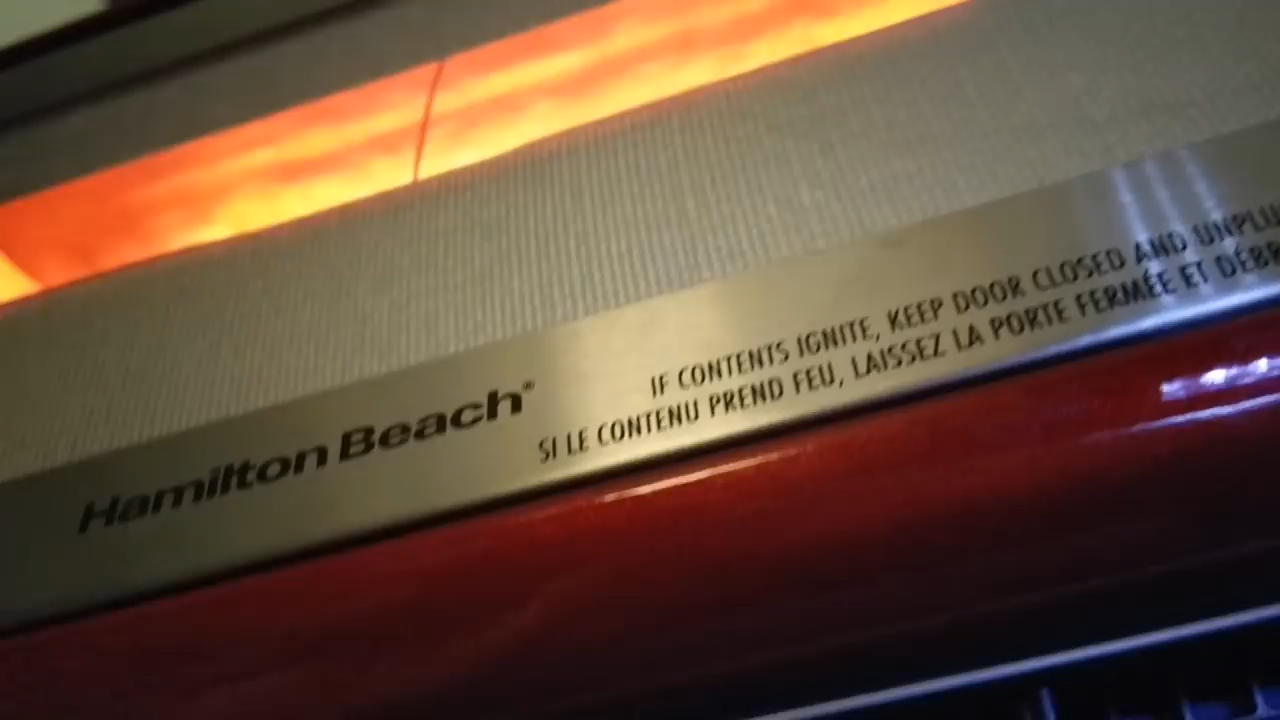 Hamilton Beach®
IF CONTENTS IGNITE, KEEP DOOR CLOSED AND
SI LE CONTENU PREND FEU, LAISSEZ LA PORTE FERMÉE ET